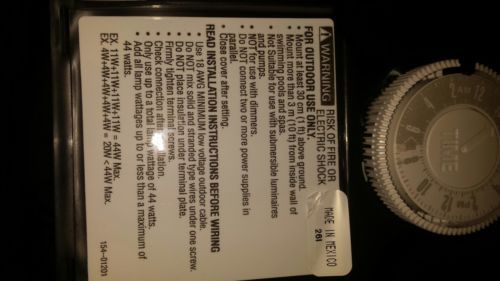 ⚠ WARNING
RISK OF FIRE OR
ELECTRIC SHOCK
FOR OUTDOOR USE ONLY.
• Mount at least 30 cm (1 ft) above ground.
• Mount more than 3 m (10 ft) from inside wall of
swimming pools and spas.
• Not Suitable for use with submersible luminaires
and pumps.
• NOT for use with dimmers.
• Do NOT connect two or more power supplies in
parallel.
• Close cover after setting.
READ INSTALLATION INSTRUCTIONS BEFORE WIRING
• Use 18 AWG MINIMUM low voltage outdoor cable.
• Do NOT mix solid and stranded type wires under one screw.
• Do NOT place insulation under terminal plate.
• Firmly tighten terminal screws.
• Check connection after installation.
• Only use up to a total lamp wattage of 44 watts.
• Add all lamp wattages up to or less than a maximum of
44 watts.
EX. 11W+11W+11W+11W = 44W Max.
EX. 4W+4W+4W+4W+4W = 20W < 44W Max.
154-01201
MADE IN MEXICO
26I
TIME
12 AM 2
PM 12